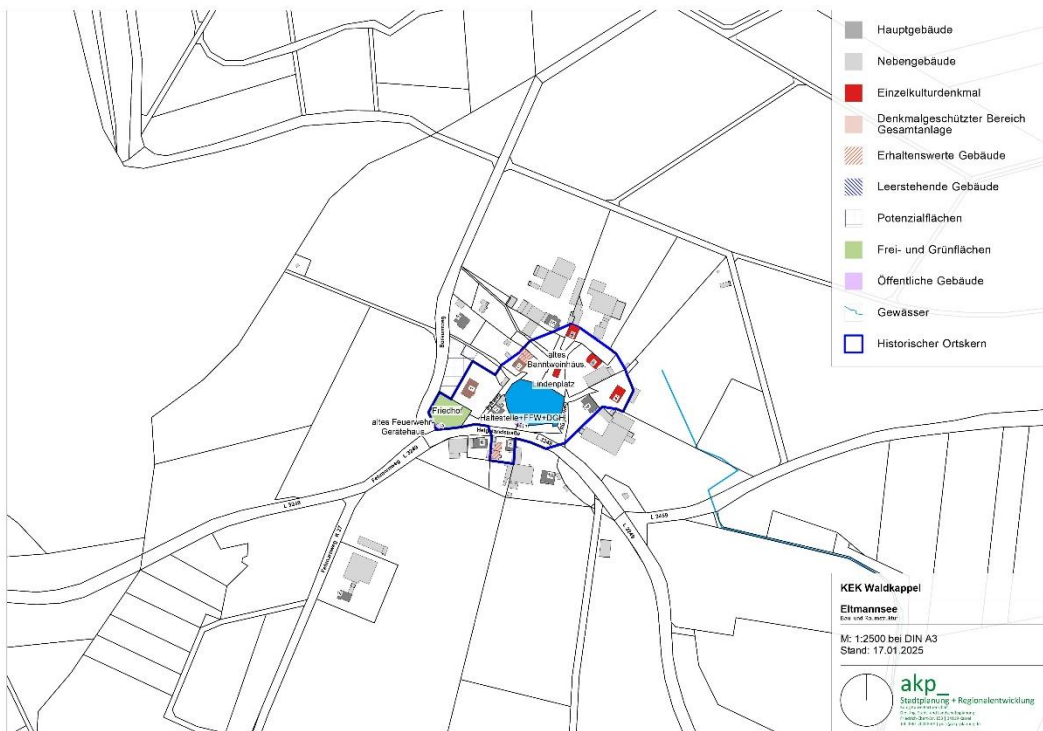 Hauptgebäude
Nebengebäude
Einzelkulturdenkmal
Denkmalgeschützter Bereich
Gesamtanlage
Erhaltenswerte Gebäude
Leerstehende Gebäude
Potenzialflächen
Frei- und Grünflächen
Öffentliche Gebäude
Gewässer
Historischer Ortskern
altes
Lindenplatz
Friedhof
Haltestelle+FFW+DGH
altes Feuerwehr-
Gerätehaus
L 3249
L 3249
L 3249
L 3459
K 27
KEK Waldkappel
Eltmannsee
M: 1:2500 bei DIN A3
Stand: 17.01.2025
akp_
Stadtplanung + Regionalentwicklung